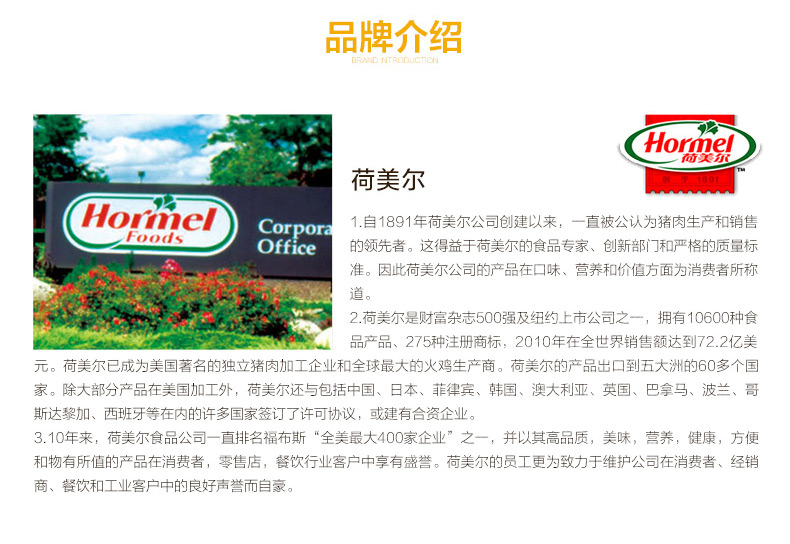 品牌介绍
BRAND INTRODUCTION
Hormel
Foods
Corpora
Office
Hormel
荷美尔
1891
TM
荷美尔
1.自1891年荷美尔公司创建以来，一直被公认为猪肉生产和销售
的领先者。这得益于荷美尔的食品专家、创新部门和严格的质量标
准。因此荷美尔公司的产品在口味、营养和价值方面为消费者所称
道。
2.荷美尔是财富杂志500强及纽约上市公司之一，拥有10600种食
品产品、275种注册商标，2010年在全世界销售额达到72.2亿美
元。荷美尔已成为美国著名的独立猪肉加工企业和全球最大的火鸡生产商。荷美尔的产品出口到五大洲的60多个国
家。除大部分产品在美国加工外，荷美尔还与包括中国、日本、菲律宾、韩国、澳大利亚、英国、巴拿马、波兰、哥
斯达黎加、西班牙等在内的许多国家签订了许可协议，或建有合资企业。
3.10年来，荷美尔食品公司一直排名福布斯“全美最大400家企业”之一，并以其高品质，美味，营养，健康，方便
和物有所值的产品在消费者，零售店，餐饮行业客户中享有盛誉。荷美尔的员工更为致力于维护公司在消费者、经销
商、餐饮和工业客户中的良好声誉而自豪。